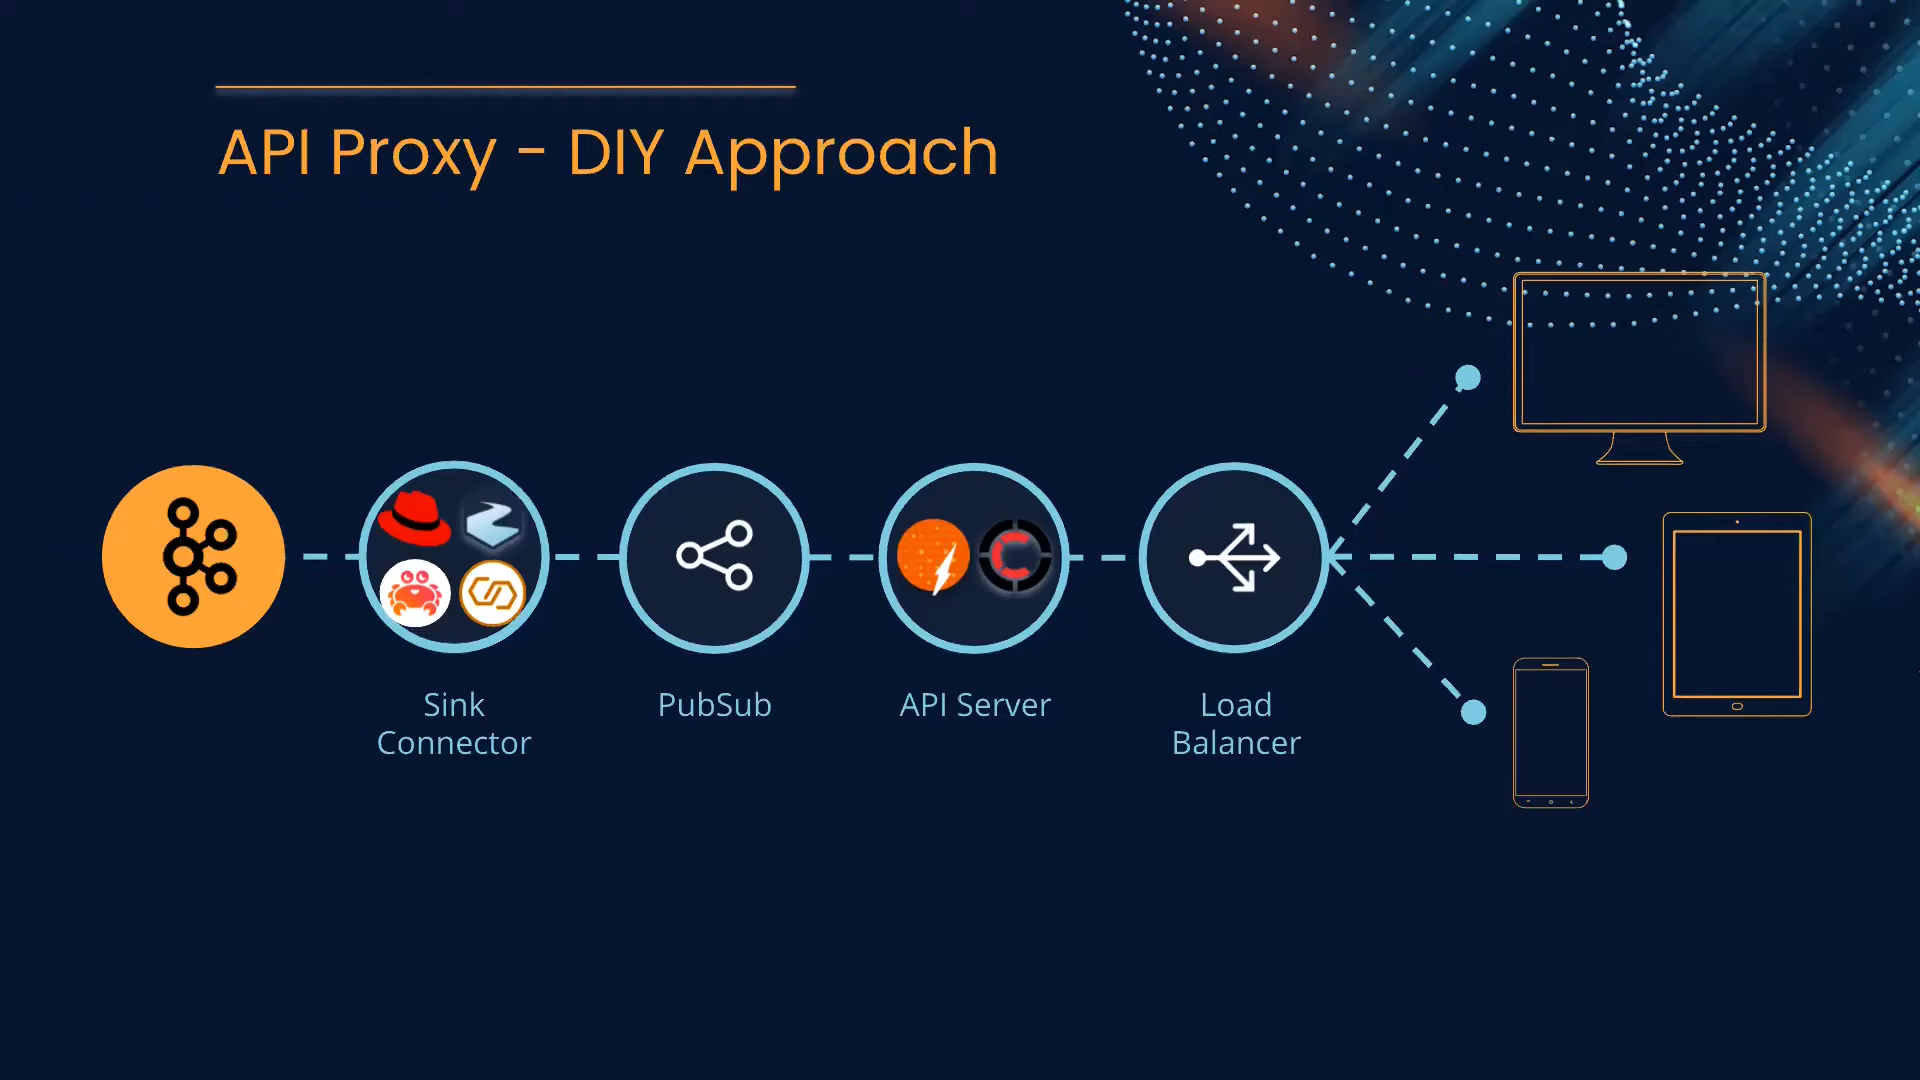 API Proxy - DIY Approach
Sink
Connector
PubSub
API Server
Load
Balancer